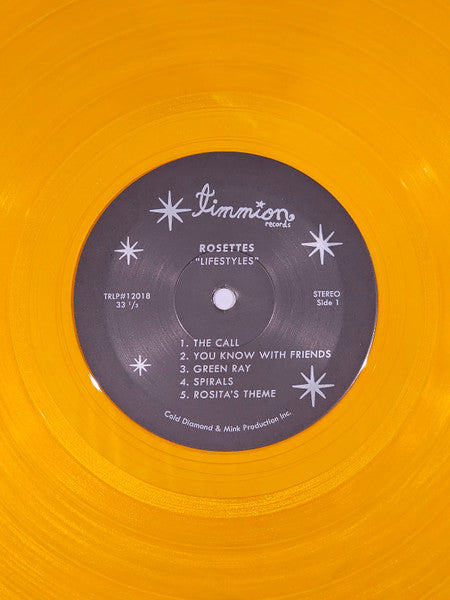 timmion
records
ROSETTES
"LIFESTYLES"
TRLP#12018
33 1/3
STEREO
Side 1
1. THE CALL
2. YOU KNOW WITH FRIENDS
3. GREEN RAY
4. SPIRALS
5. ROSITA'S THEME
Cold Diamond & Mink Production Inc.